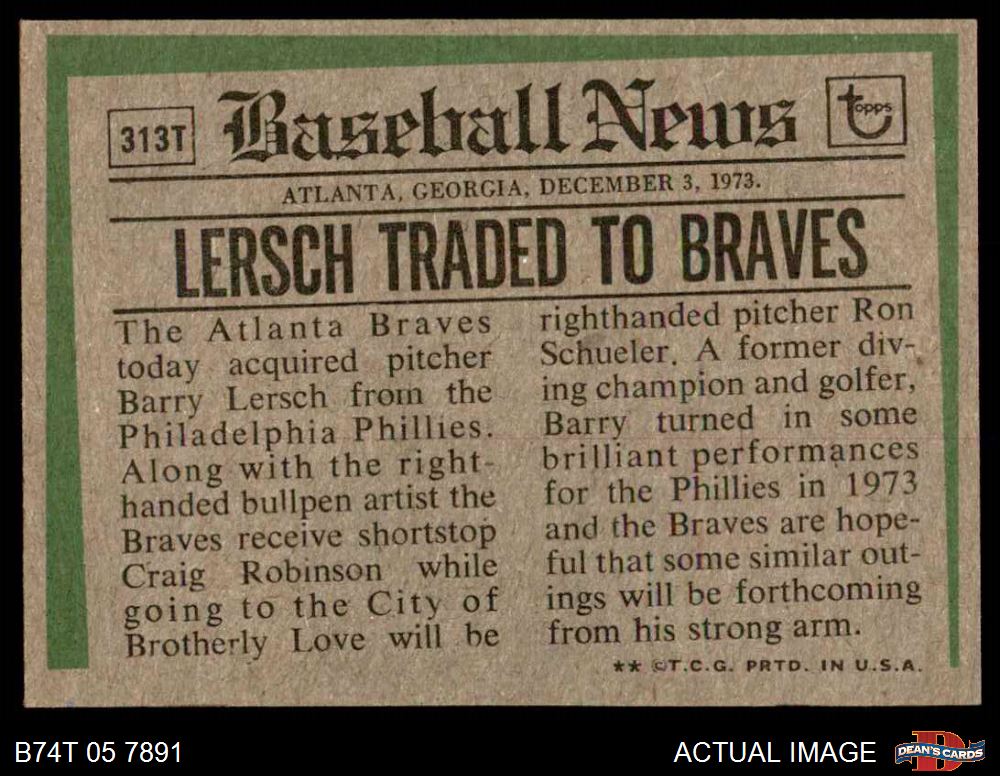 313T
Baseball News
topps
ATLANTA, GEORGIA, DECEMBER 3, 1973.
LERSCH TRADED TO BRAVES
The Atlanta Braves
today acquired pitcher
Barry Lersch from the
Philadelphia Phillies.
Along with the right-
handed bullpen artist the
Braves receive shortstop
Craig Robinson while
going to the City of
Brotherly Love will be
righthanded pitcher Ron
Schueler. A former div-
ing champion and golfer,
Barry turned in some
brilliant performances
for the Phillies in 1973
and the Braves are hope-
ful that some similar out-
ings will be forthcoming
from his strong arm.
** ©T.C.G. PRTD. IN U.S.A.
B74T 05 7891
ACTUAL IMAGE
DEAN'S CARDS